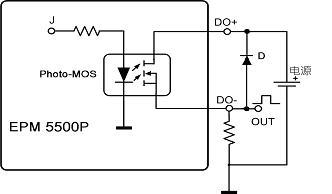 J
DO+
Photo-MOS
D
电源
+
DO-
OUT
EPM 5500P